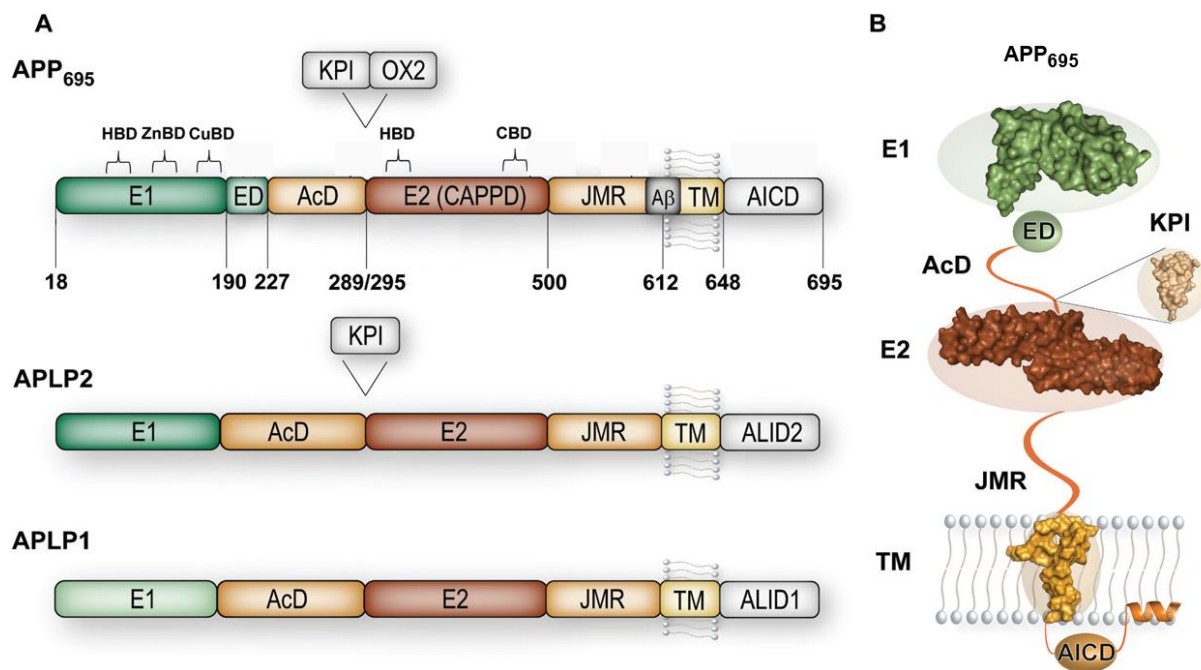 A
APP695
KPI OX2
HBD ZnBD CuBD HBD CBD
E1 ED AcD E2 (CAPPD) JMR Aβ TM AICD
18 190 227 289/295 500 612 648 695
KPI
APLP2
E1 AcD E2 JMR TM ALID2
APLP1
E1 AcD E2 JMR TM ALID1
B
APP695
E1
ED
KPI
AcD
E2
JMR
TM
AICD